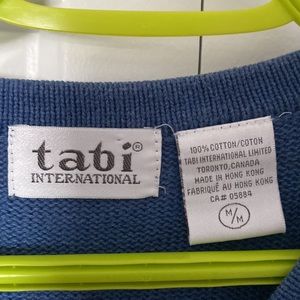 tabi®
INTERNATIONAL
100% COTTON/COTON
TABI INTERNATIONAL LIMITED
TORONTO, CANADA
MADE IN HONG KONG
FABRIQUÉ AU HONG KONG
CA# 05884
M/M